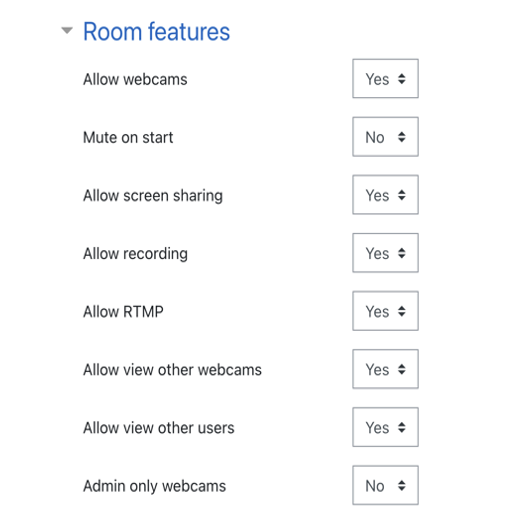 Room features
Allow webcams Yes
Mute on start No
Allow screen sharing Yes
Allow recording Yes
Allow RTMP Yes
Allow view other webcams Yes
Allow view other users Yes
Admin only webcams No